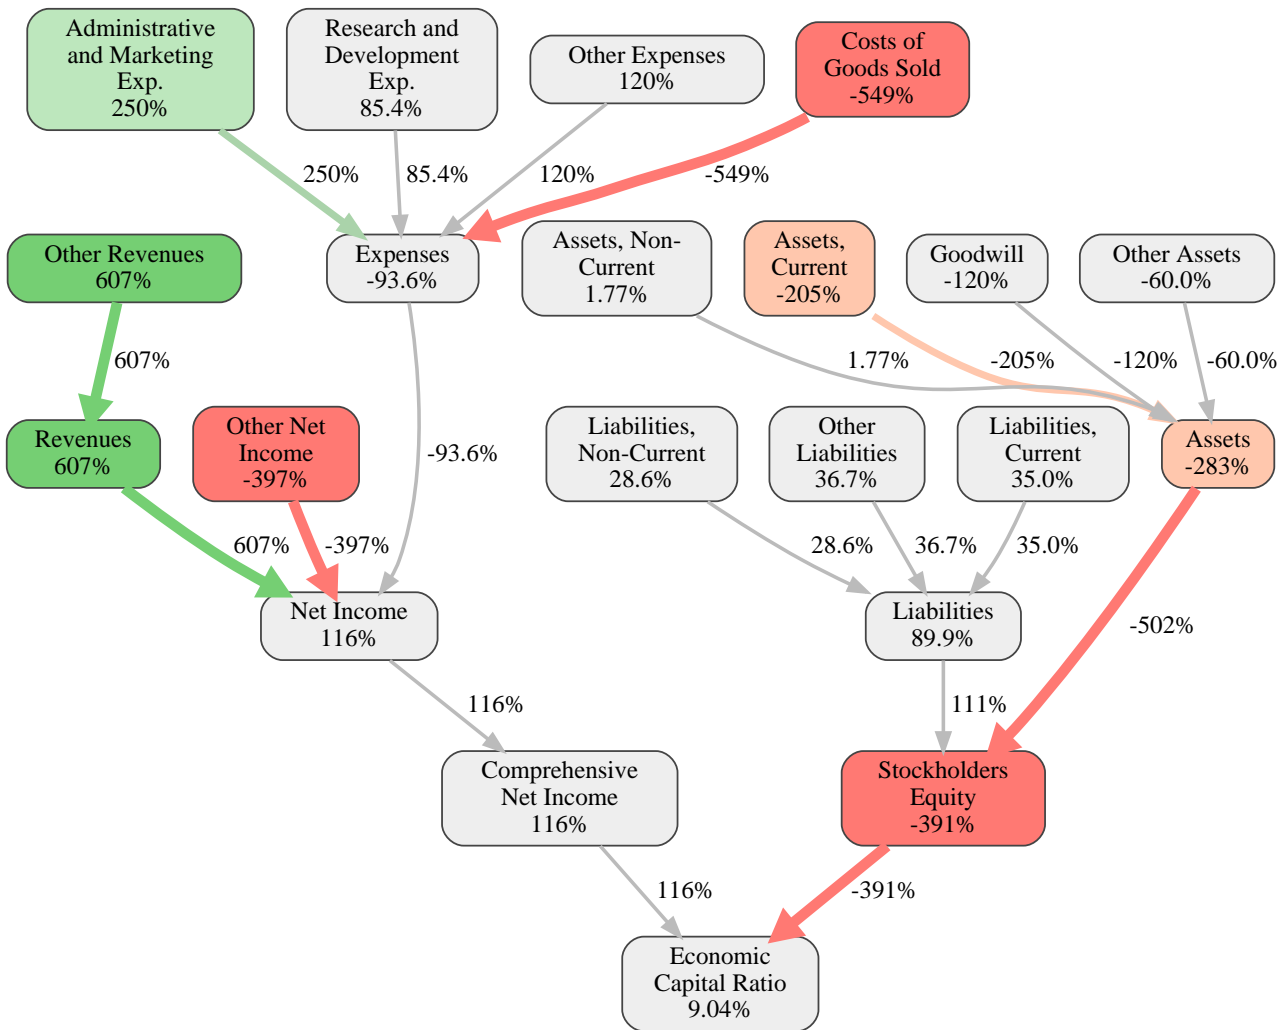 Administrative
and Marketing
Exp.
250%
Research and
Development
Exp.
85.4%
Other Expenses
120%
Costs of
Goods Sold
-549%
250%
85.4%
120%
-549%
Other Revenues
607%
Expenses
-93.6%
Assets, Non-
Current
1.77%
Assets,
Current
-205%
Goodwill
-120%
Other Assets
-60.0%
607%
1.77%
-205%
-120%
-60.0%
Revenues
607%
Other Net
Income
-397%
-93.6%
Liabilities,
Non-Current
28.6%
Other
Liabilities
36.7%
Liabilities,
Current
35.0%
Assets
-283%
607%
-397%
28.6%
36.7%
35.0%
Net Income
116%
Liabilities
89.9%
-502%
116%
111%
Comprehensive
Net Income
116%
Stockholders
Equity
-391%
116%
-391%
Economic
Capital Ratio
9.04%